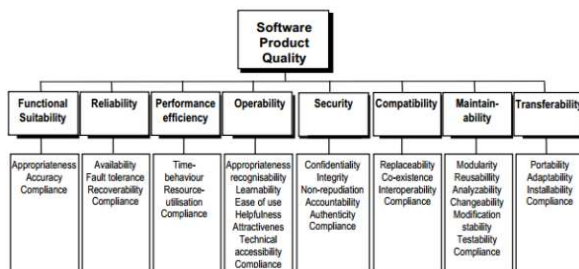 Software
Product
Quality
Functional
Suitability
Reliability
Performance
efficiency
Operability
Security
Compatibility
Maintain-
ability
Transferability
Appropriateness
Accuracy
Compliance
Availability
Fault tolerance
Recoverability
Compliance
Time-
behaviour
Resource-
utilisation
Compliance
Appropriateness
recognisability
Learnability
Ease of use
Helpfulness
Attractivenes
Technical
accessibility
Compliance
Confidentiality
Integrity
Non-repudiation
Accountability
Authenticity
Compliance
Replaceability
Co-existence
Interoperability
Compliance
Modularity
Reusability
Analyzability
Changeability
Modification
stability
Testability
Compliance
Portability
Adaptability
Installability
Compliance